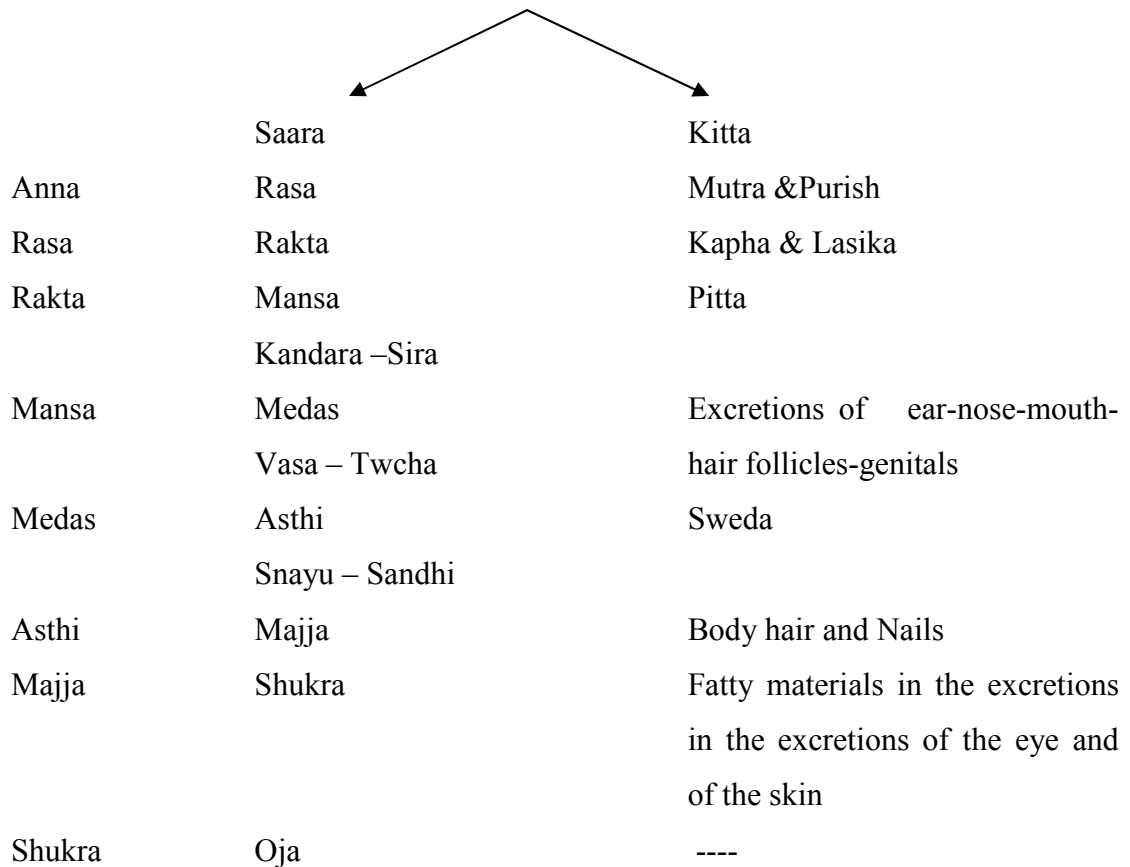 Saara Kitta
Anna Rasa Mutra &Purish
Rasa Rakta Kapha & Lasika
Rakta Mansa Pitta
Kandara –Sira
Mansa Medas Excretions of ear-nose-mouth-
Vasa – Twcha hair follicles-genitals
Medas Asthi Sweda
Snayu – Sandhi
Asthi Majja Body hair and Nails
Majja Shukra Fatty materials in the excretions
in the excretions of the eye and
of the skin
Shukra Oja ----